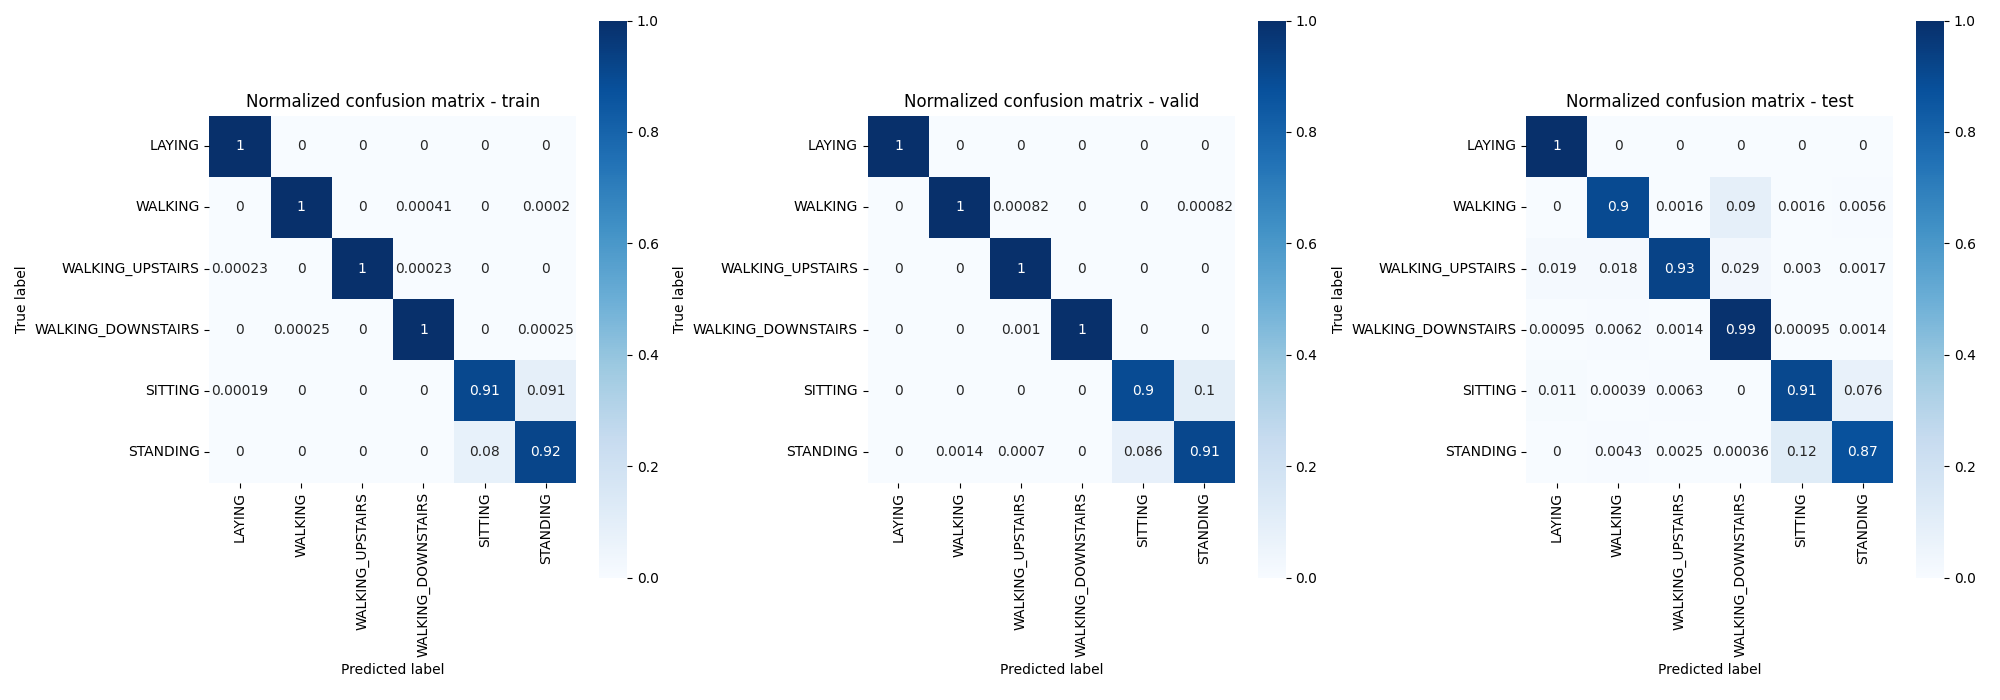 Normalized confusion matrix - train
True label
LAYING 1 0 0 0 0 0
WALKING 0 1 0 0.00041 0 0.0002
WALKING_UPSTAIRS 0.00023 0 1 0.00023 0 0
WALKING_DOWNSTAIRS 0 0.00025 0 1 0 0.00025
SITTING 0.00019 0 0 0 0.91 0.091
STANDING 0 0 0 0 0.08 0.92
LAYING
WALKING
WALKING_UPSTAIRS
WALKING_DOWNSTAIRS
SITTING
STANDING
Predicted label
1.0
0.8
0.6
0.4
0.2
0.0
Normalized confusion matrix - valid
True label
LAYING 1 0 0 0 0 0
WALKING 0 1 0.00082 0 0 0.00082
WALKING_UPSTAIRS 0 0 1 0 0 0
WALKING_DOWNSTAIRS 0 0 0.001 1 0 0
SITTING 0 0 0 0 0.9 0.1
STANDING 0 0.0014 0.0007 0 0.086 0.91
LAYING
WALKING
WALKING_UPSTAIRS
WALKING_DOWNSTAIRS
SITTING
STANDING
Predicted label
1.0
0.8
0.6
0.4
0.2
0.0
Normalized confusion matrix - test
True label
LAYING 1 0 0 0 0 0
WALKING 0 0.9 0.0016 0.09 0.0016 0.0056
WALKING_UPSTAIRS 0.019 0.018 0.93 0.029 0.003 0.0017
WALKING_DOWNSTAIRS 0.00095 0.0062 0.0014 0.99 0.00095 0.0014
SITTING 0.011 0.00039 0.0063 0 0.91 0.076
STANDING 0 0.0043 0.0025 0.00036 0.12 0.87
LAYING
WALKING
WALKING_UPSTAIRS
WALKING_DOWNSTAIRS
SITTING
STANDING
Predicted label
1.0
0.8
0.6
0.4
0.2
0.0